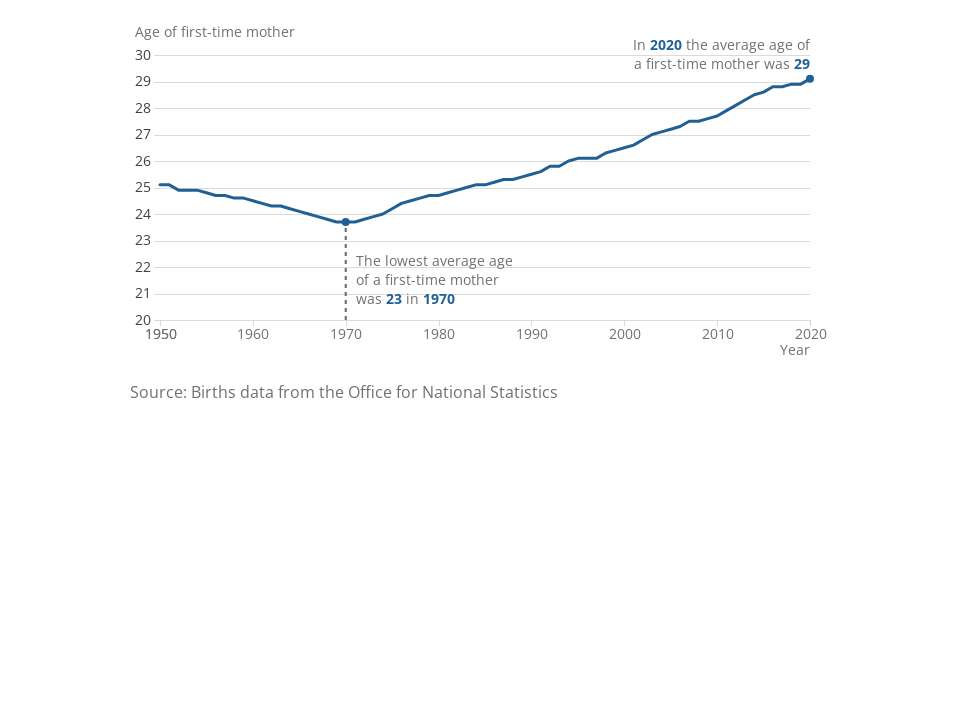 Age of first-time mother
30
29
28
27
26
25
24
23
22
21
20
In 2020 the average age of
a first-time mother was 29
The lowest average age
of a first-time mother
was 23 in 1970
1950 1960 1970 1980 1990 2000 2010 2020
Year
Source: Births data from the Office for National Statistics